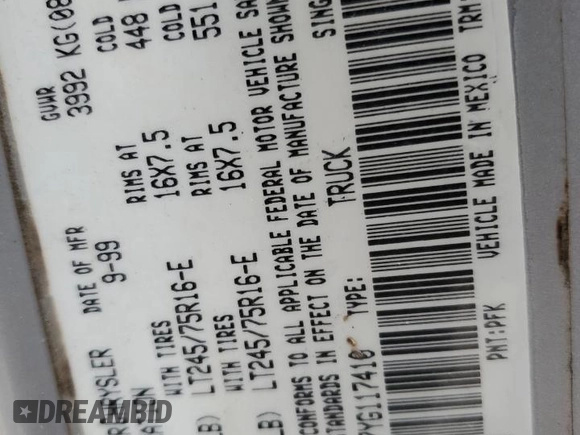 GVWR
3992 KG(08
DATE OF MFR
9-99
COLD
448
RIMS AT
16X7.5
WITH TIRES
LT245/75R16-E
COLD
551
RIMS AT
16X7.5
WITH TIRES
LT245/75R16-E
CONFORMS TO ALL APPLICABLE FEDERAL MOTOR VEHICLE SA
STANDARDS IN EFFECT ON THE DATE OF MANUFACTURE SHOWN
SING
YG117416 TYPE: TRUCK
TRM
VEHICLE MADE IN MEXICO
PNT:PFK
DREAMBID